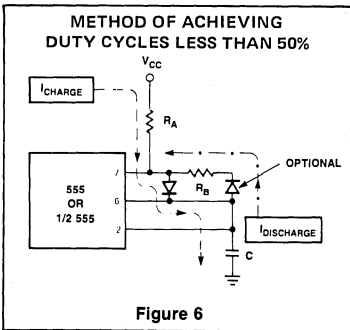 METHOD OF ACHIEVING
DUTY CYCLES LESS THAN 50%
VCC
ICHARGE
RA
7
OPTIONAL
RB
555
OR
1/2 555
6
2
IDISCHARGE
C
Figure 6